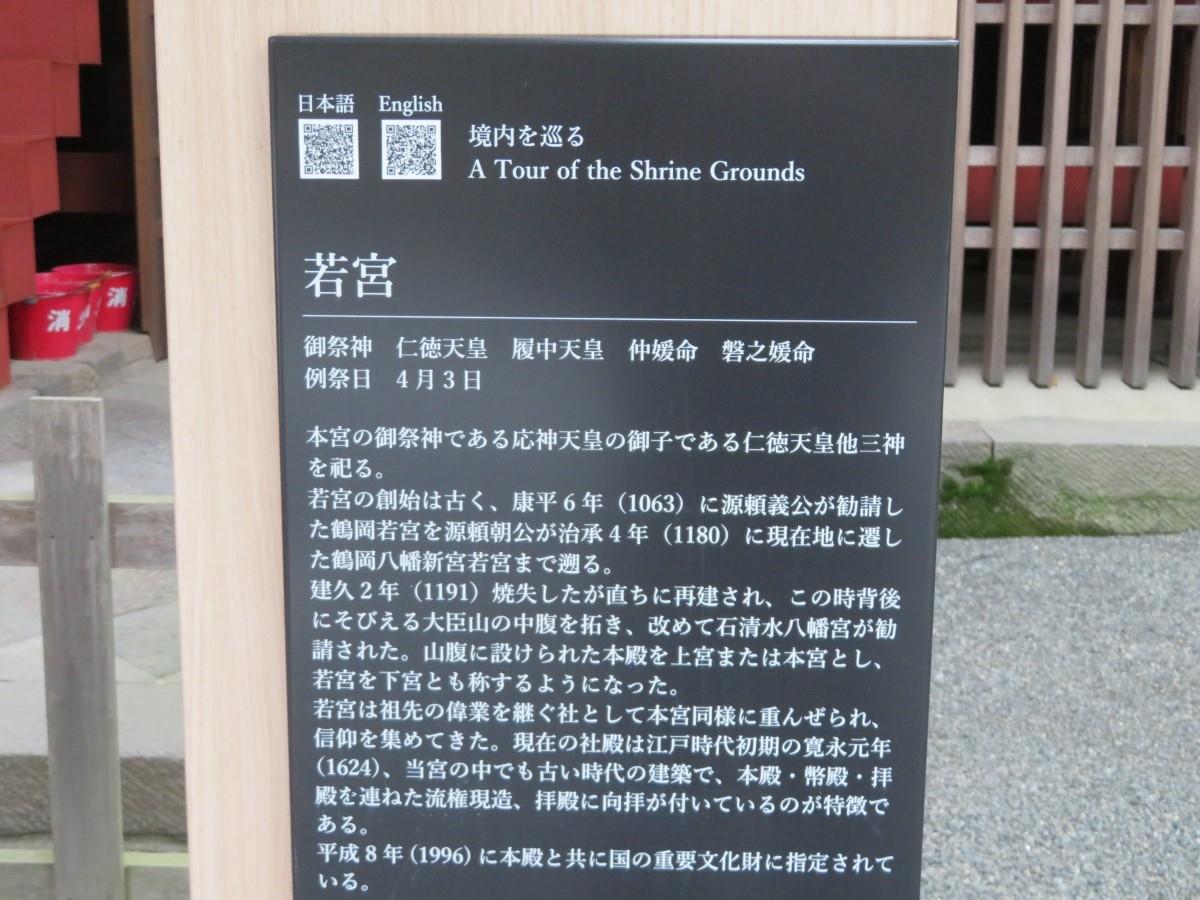 日本語 English
境内を巡る
A Tour of the Shrine Grounds
若宮
御祭神　仁徳天皇　履中天皇　仲媛命　磐之媛命
例祭日　4月3日
本宮の御祭神である応神天皇の御子である仁徳天皇他三神
を祀る。
若宮の創始は古く、康平6年（1063）に源頼義公が勧請し
た鶴岡若宮を源頼朝公が治承4年（1180）に現在地に遷し
た鶴岡八幡新宮若宮まで遡る。
建久2年（1191）焼失したが直ちに再建され、この時背後
にそびえる大臣山の中腹を拓き、改めて石清水八幡宮が勧
請された。山腹に設けられた本殿を上宮または本宮とし、
若宮を下宮とも称するようになった。
若宮は祖先の偉業を継ぐ社として本宮同様に重んぜられ、
信仰を集めてきた。現在の社殿は江戸時代初期の寛永元年
(1624)、当宮の中でも古い時代の建築で、本殿・幣殿・拝
殿を連ねた流権現造、拝殿に向拝が付いているのが特徴で
ある。
平成8年(1996)に本殿と共に国の重要文化財に指定されて
いる。
消
消